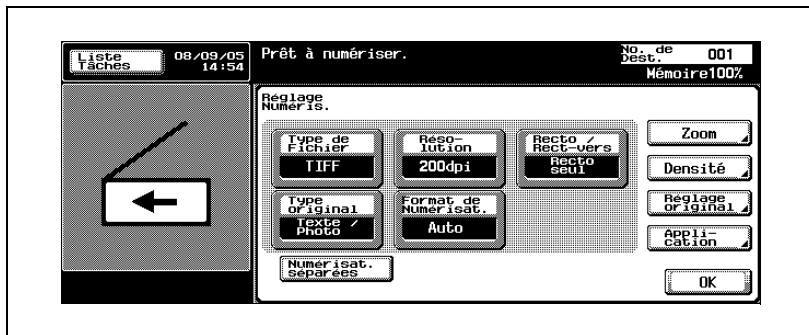 Liste
Tâches
08/09/05
14:54
Prêt à numériser.
No. de
Dest.
001
Mémoire100%
Réglage
Numéris.
Type de
Fichier
TIFF
Réso-
lution
200dpi
Recto /
Rect-vers
Recto
seul
Type
original
Texte /
Photo
Format de
Numérisat.
Auto
Numérisat.
séparées
Zoom
Densité
Réglage
original
Appli-
cation
OK